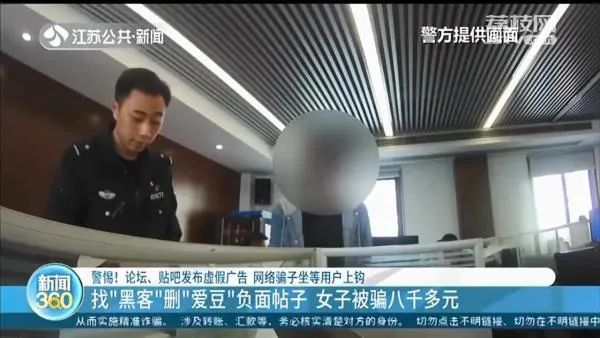 江苏公共·新闻
荔枝网
警方提供画面
警惕！论坛、贴吧发布虚假广告 网络骗子坐等用户上钩
新闻
360
找"黑客"删"爱豆"负面帖子 女子被骗八千多元
从而实施精准诈骗。 涉及转账、汇款等，务必核实清楚对方的身份。 切勿点击不明链接、切勿在不明链接中